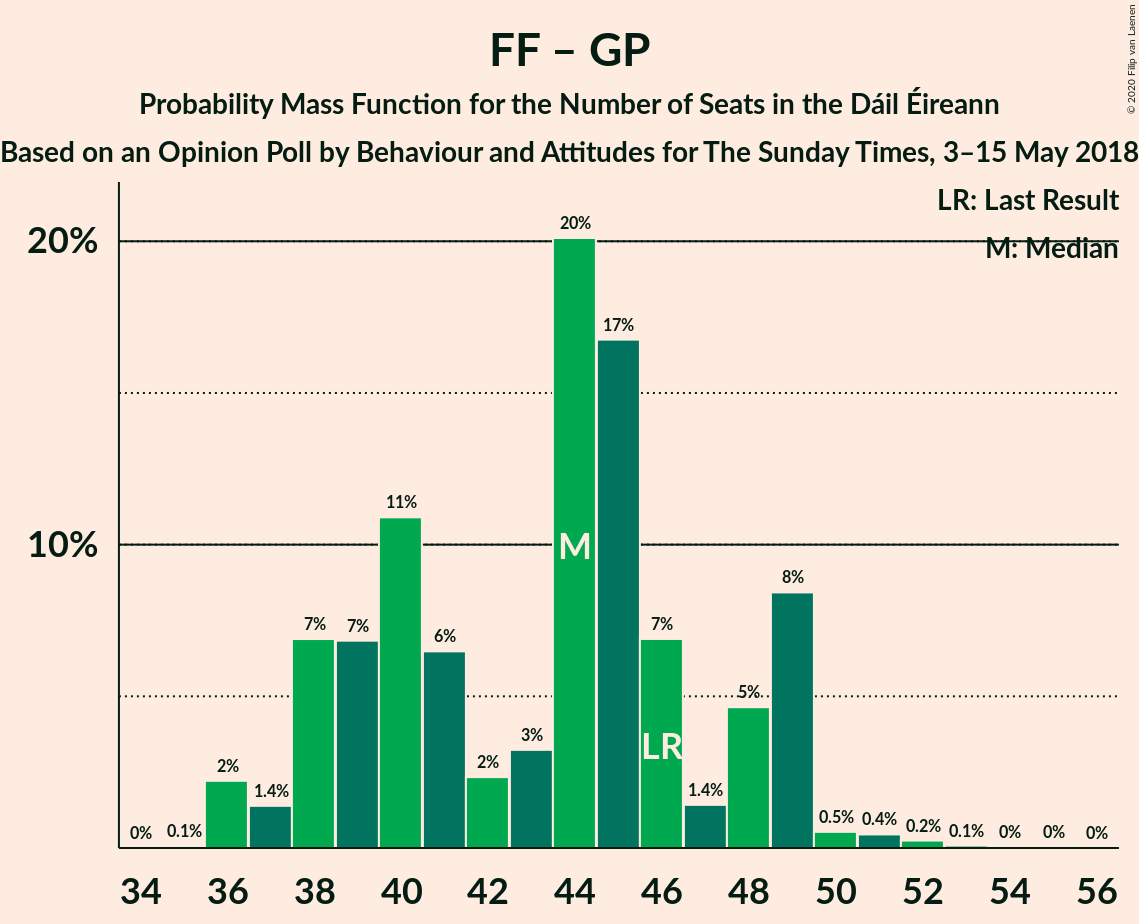 FF – GP
Probability Mass Function for the Number of Seats in the Dáil Éireann
Based on an Opinion Poll by Behaviour and Attitudes for The Sunday Times, 3–15 May 2018
© 2020 Filip van Laenen
LR: Last Result
M: Median
20%
10%
0%
0.1%
2%
1.4%
7%
7%
11%
6%
2%
3%
20%
17%
7%
1.4%
5%
8%
0.5%
0.4%
0.2%
0.1%
0%
0%
0%
M
LR
34 36 38 40 42 44 46 48 50 52 54 56